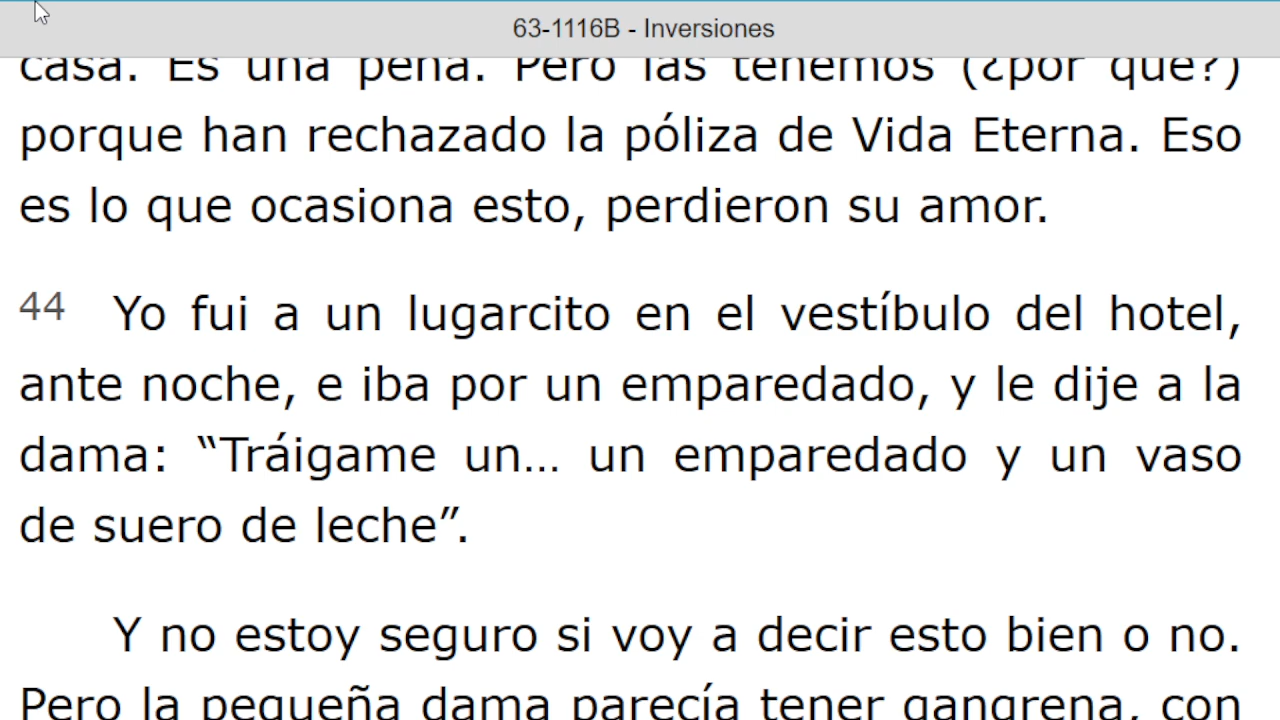 63-1116B - Inversiones
casa. Es una pena. Pero las tenemos (¿por qué?)
porque han rechazado la póliza de Vida Eterna. Eso
es lo que ocasiona esto, perdieron su amor.
44 Yo fui a un lugarcito en el vestíbulo del hotel,
ante noche, e iba por un emparedado, y le dije a la
dama: “Tráigame un… un emparedado y un vaso
de suero de leche”.
Y no estoy seguro si voy a decir esto bien o no.
Pero la pequeña dama parecía tener gangrena, con